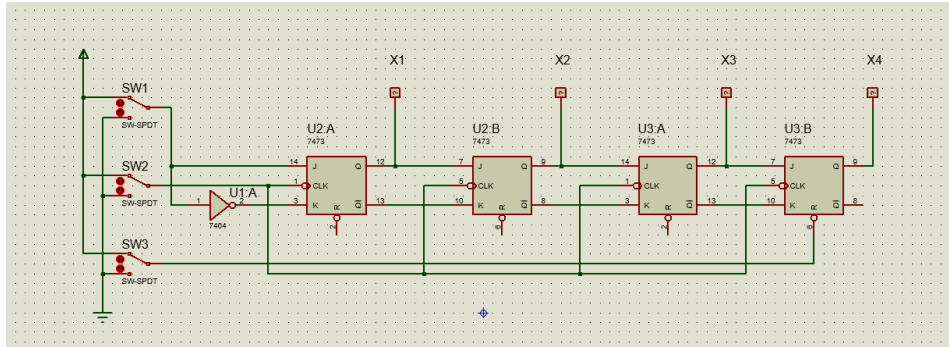 X1 X2 X3 X4
? ? ? ?
SW1
SW-SPDT
U2:A U2:B U3:A U3:B
7473 7473 7473 7473
14 J Q 12 7 J Q 9 14 J Q 12 7 J Q 9
SW2
SW-SPDT
U1:A
1 2
7404
1 CLK 5 CLK 1 CLK 5 CLK
3 K Q 13 10 K Q 8 3 K Q 13 10 K Q 8
R R R R
2 6 2 6
SW3
SW-SPDT